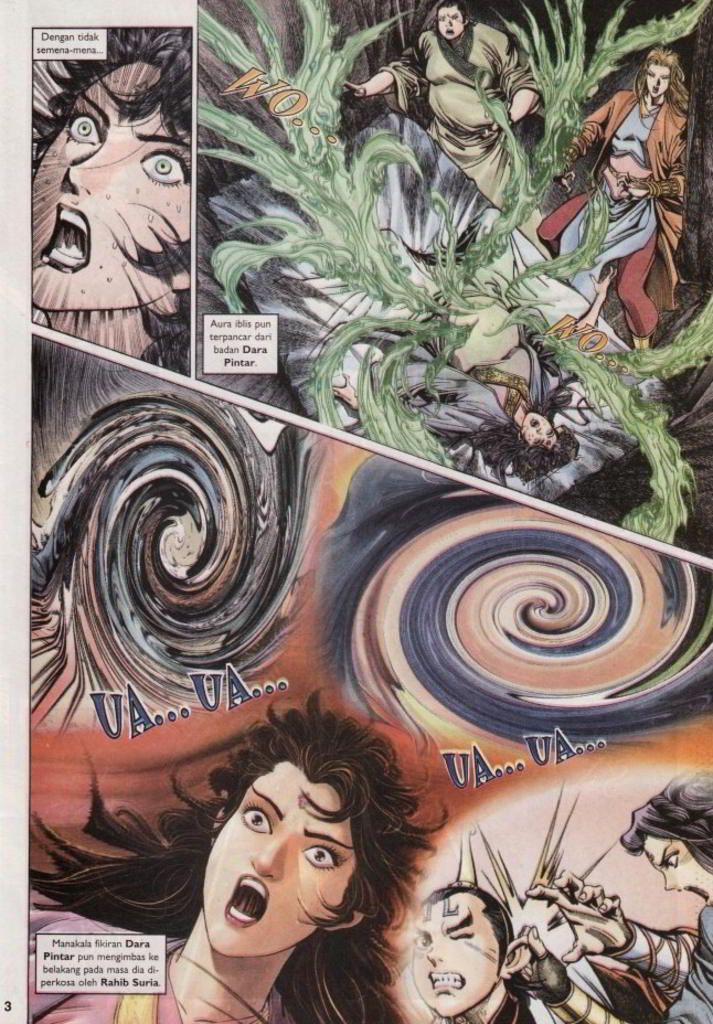 Dengan tidak
semena-mena...
WO...
Aura iblis pun
terpancar dari
badan Dara
Pintar.
WO...
UA... UA...
UA... UA...
Manakala fikiran Dara
Pintar pun mengimbas ke
belakang pada masa dia di-
perkosa oleh Rahib Suria.
3